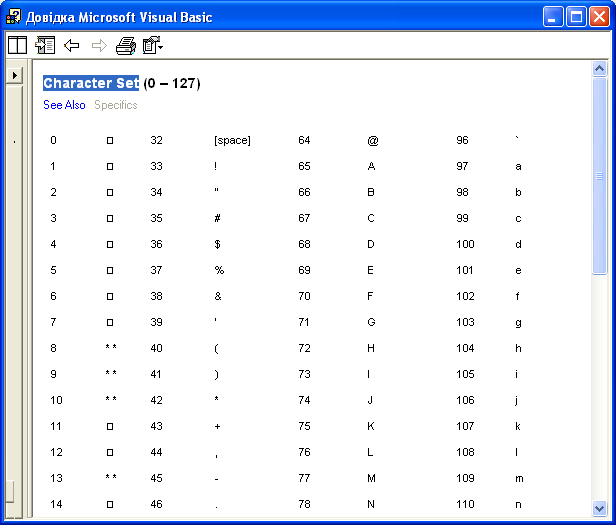 Довідка Microsoft Visual Basic
Character Set (0 – 127)
See Also Specifics
0 □ 32 [space] 64 @ 96 `
1 □ 33 ! 65 A 97 a
2 □ 34 " 66 B 98 b
3 □ 35 # 67 C 99 c
4 □ 36 $ 68 D 100 d
5 □ 37 % 69 E 101 e
6 □ 38 & 70 F 102 f
7 □ 39 ' 71 G 103 g
8 * * 40 ( 72 H 104 h
9 * * 41 ) 73 I 105 i
10 * * 42 * 74 J 106 j
11 □ 43 + 75 K 107 k
12 □ 44 , 76 L 108 l
13 * * 45 - 77 M 109 m
14 □ 46 . 78 N 110 n